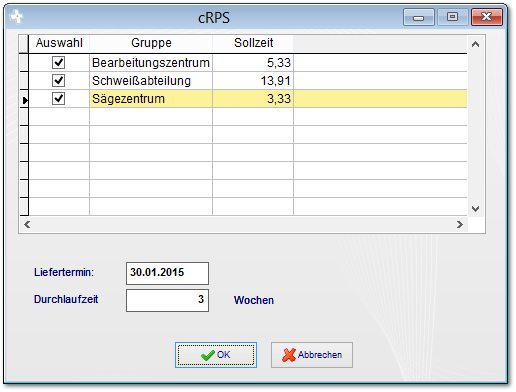 cRPS
Auswahl Gruppe Sollzeit
Bearbeitungszentrum 5,33
Schweißabteilung 13,91
Sägezentrum 3,33
Liefertermin: 30.01.2015
Durchlaufzeit 3 Wochen
OK Abbrechen